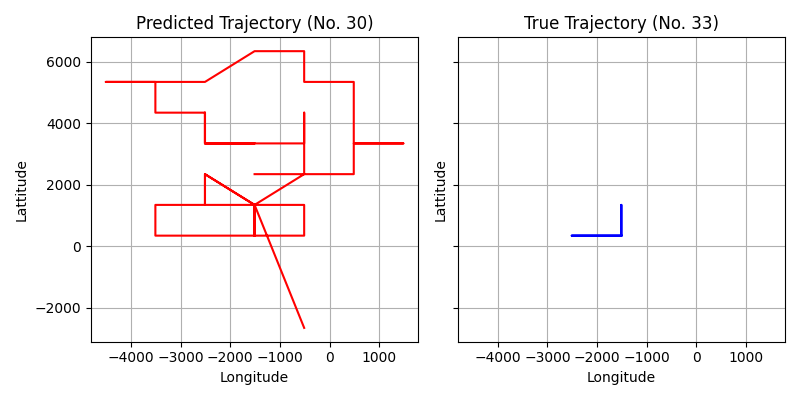 Predicted Trajectory (No. 30)
True Trajectory (No. 33)
6000
4000
2000
0
−2000
Lattitude
Lattitude
−4000 −3000 −2000 −1000 0 1000
−4000 −3000 −2000 −1000 0 1000
Longitude
Longitude